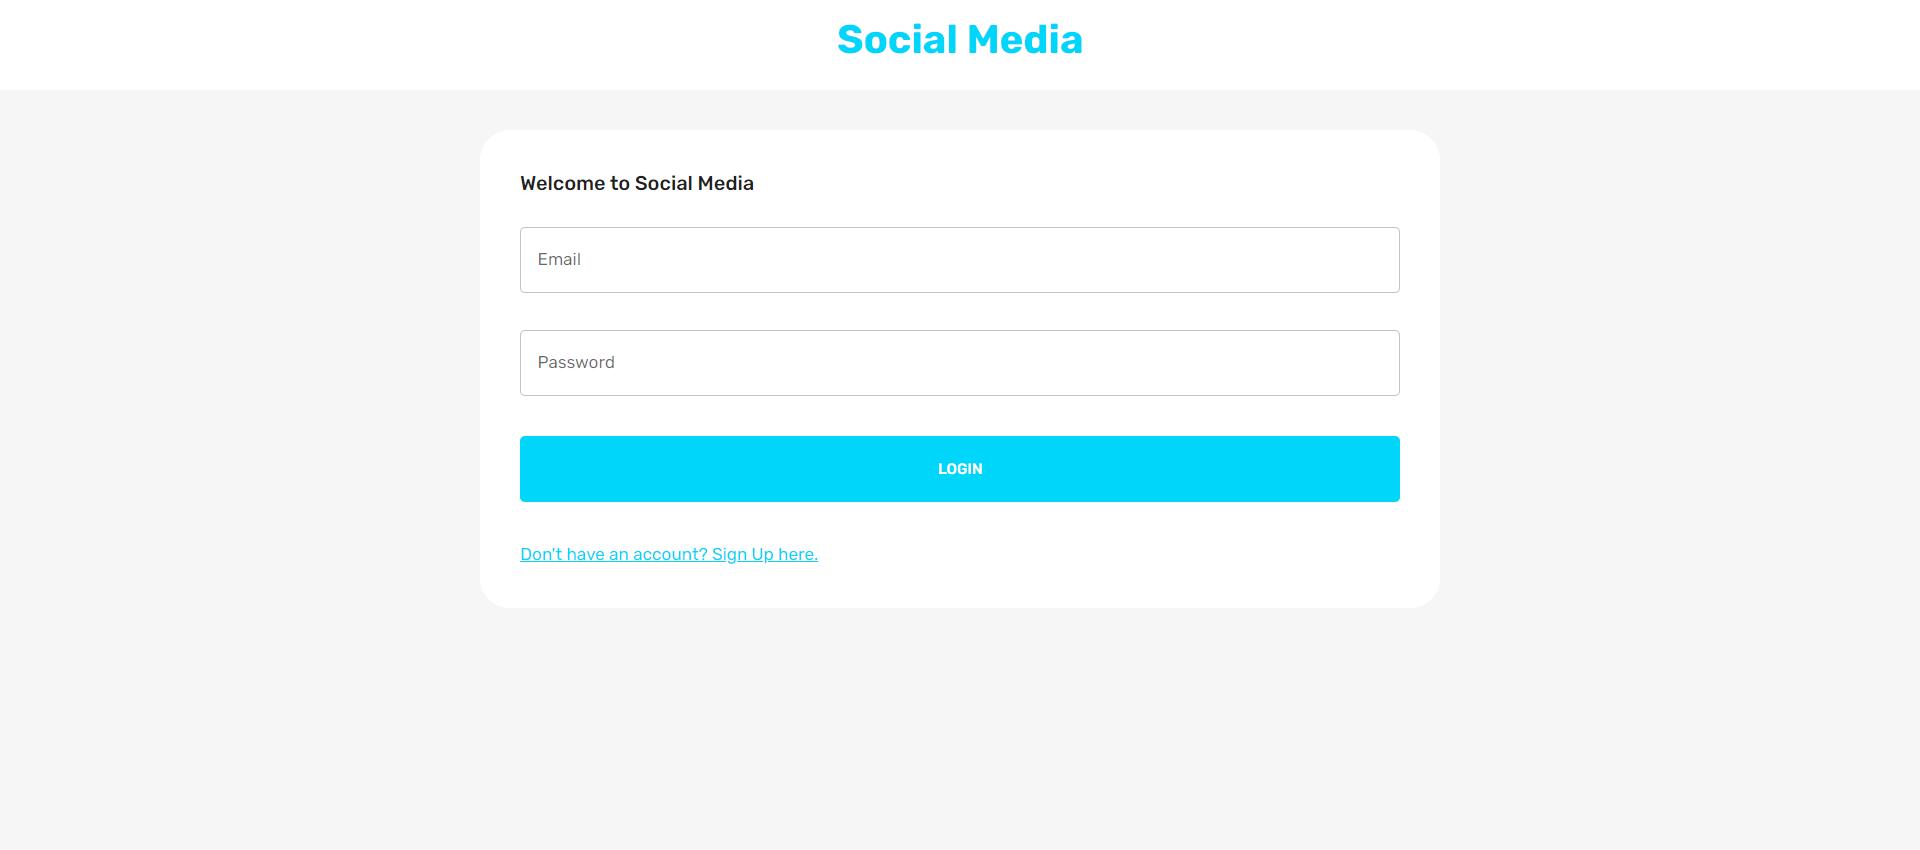 Social Media
Welcome to Social Media
Email
Password
LOGIN
Don't have an account? Sign Up here.